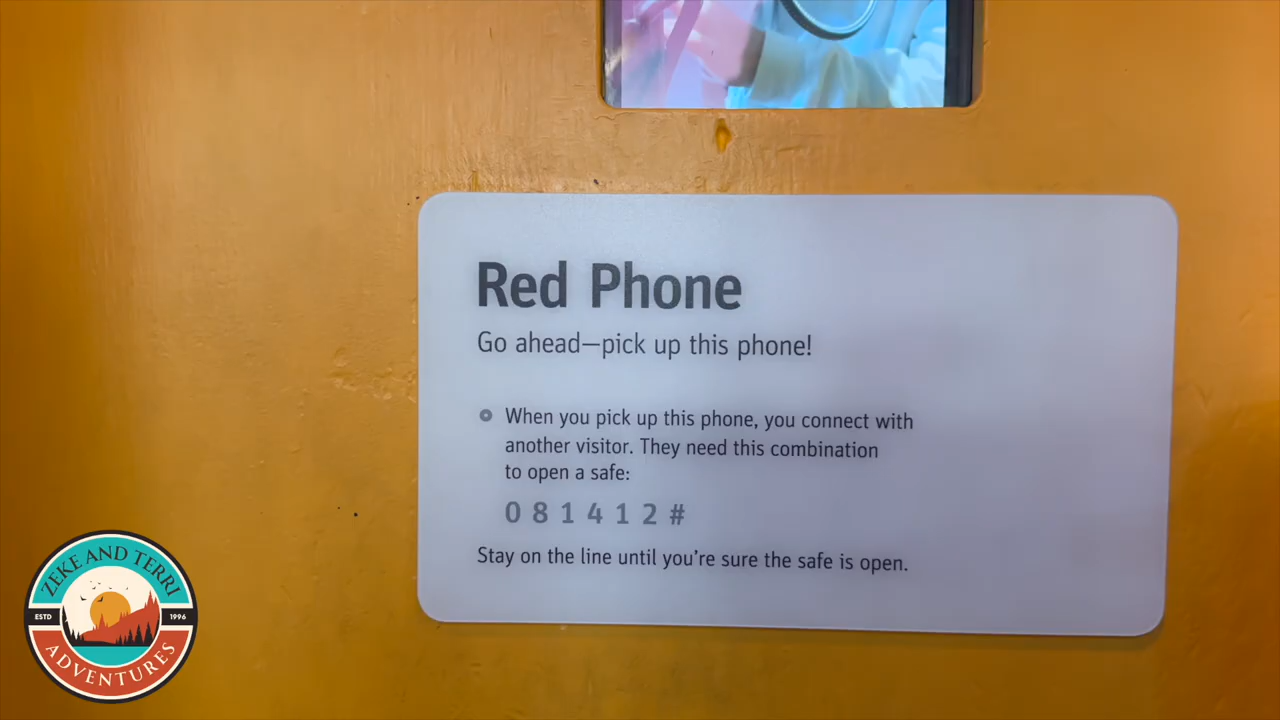 Red Phone
Go ahead—pick up this phone!
When you pick up this phone, you connect with
another visitor. They need this combination
to open a safe:
0 8 1 4 1 2 #
Stay on the line until you're sure the safe is open.
ZEKE AND TERRI
ESTD 1996
ADVENTURES